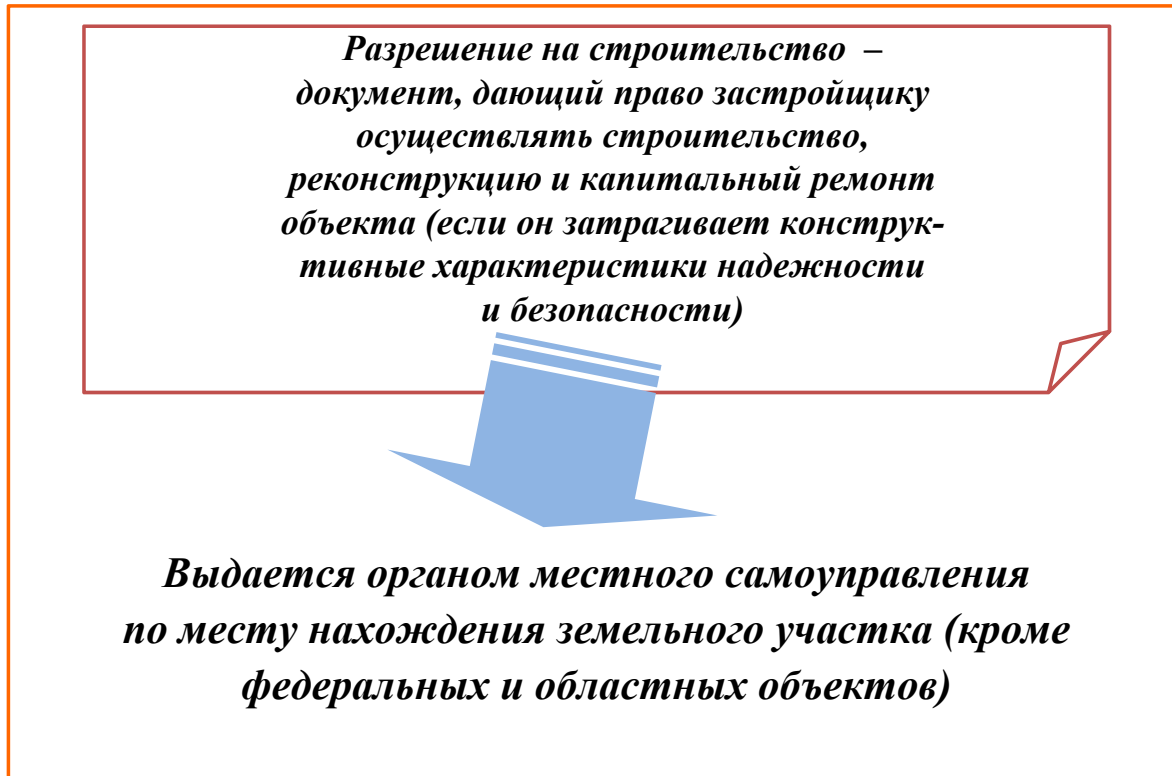 Разрешение на строительство –
документ, дающий право застройщику
осуществлять строительство,
реконструкцию и капитальный ремонт
объекта (если он затрагивает конструк-
тивные характеристики надежности
и безопасности)
Выдается органом местного самоуправления
по месту нахождения земельного участка (кроме
федеральных и областных объектов)